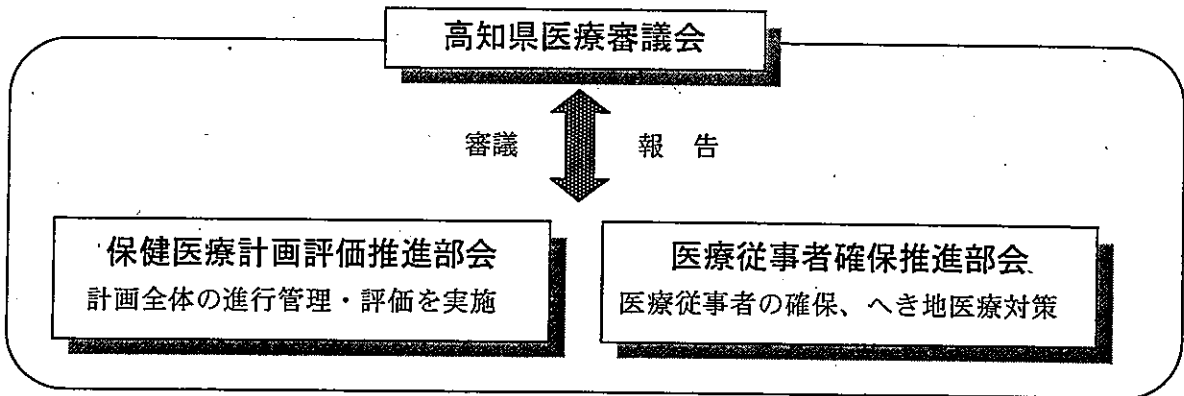 高知県医療審議会
審議 報 告
保健医療計画評価推進部会
計画全体の進行管理・評価を実施
医療従事者確保推進部会
医療従事者の確保、へき地医療対策